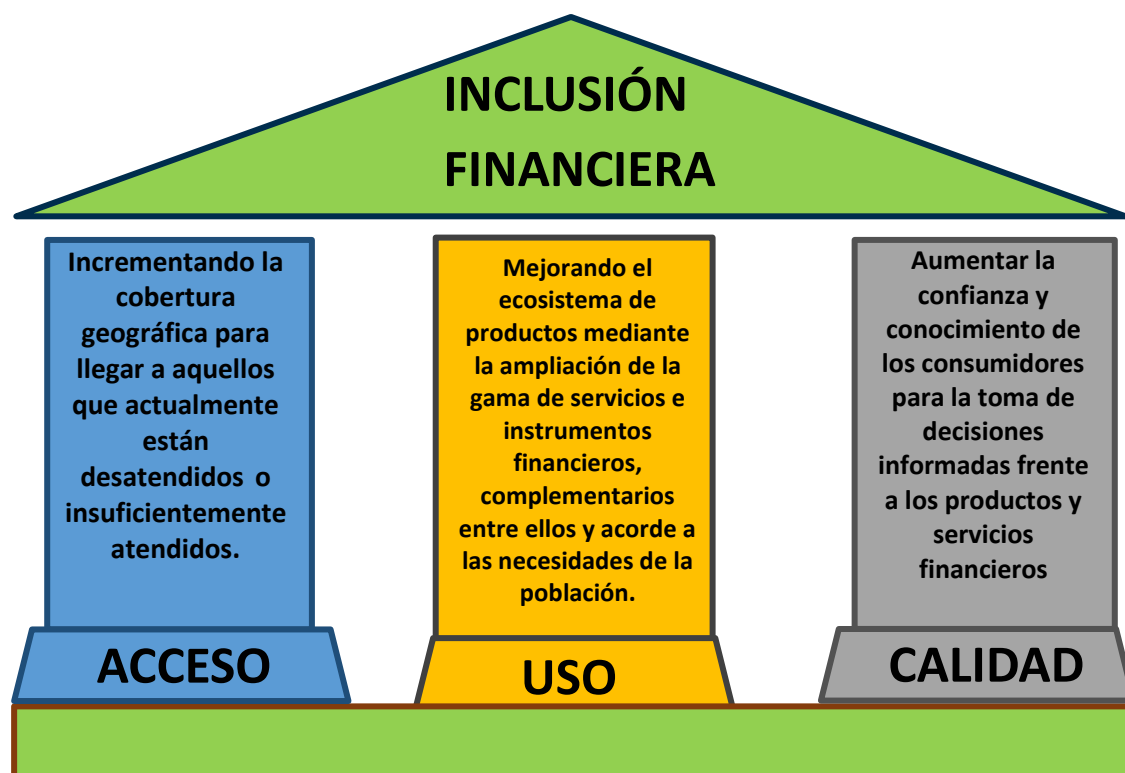 INCLUSIÓN
FINANCIERA
Incrementando la
cobertura
geográfica para
llegar a aquellos
que actualmente
están
desatendidos o
insuficientemente
atendidos.
ACCESO
Mejorando el
ecosistema de
productos mediante
la ampliación de la
gama de servicios e
instrumentos
financieros,
complementarios
entre ellos y acorde a
las necesidades de la
población.
USO
Aumentar la
confianza y
conocimiento de
los consumidores
para la toma de
decisiones
informadas frente
a los productos y
servicios
financieros
CALIDAD